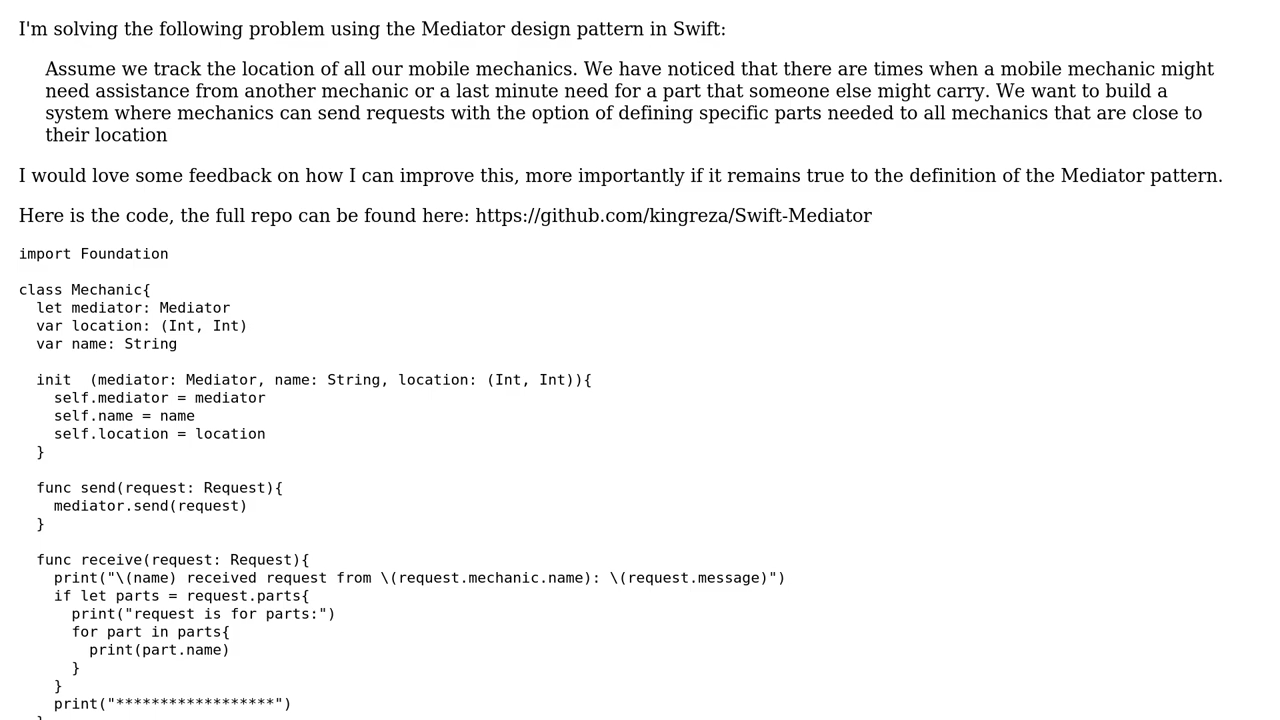 I'm solving the following problem using the Mediator design pattern in Swift:
Assume we track the location of all our mobile mechanics. We have noticed that there are times when a mobile mechanic might
need assistance from another mechanic or a last minute need for a part that someone else might carry. We want to build a
system where mechanics can send requests with the option of defining specific parts needed to all mechanics that are close to
their location
I would love some feedback on how I can improve this, more importantly if it remains true to the definition of the Mediator pattern.
Here is the code, the full repo can be found here: https://github.com/kingreza/Swift-Mediator
import Foundation
class Mechanic{
  let mediator: Mediator
  var location: (Int, Int)
  var name: String
  init  (mediator: Mediator, name: String, location: (Int, Int)){
    self.mediator = mediator
    self.name = name
    self.location = location
  }
  func send(request: Request){
    mediator.send(request)
  }
  func receive(request: Request){
    print("\(name) received request from \(request.mechanic.name): \(request.message)")
    if let parts = request.parts{
      print("request is for parts:")
      for part in parts{
        print(part.name)
      }
    }
    print("******************")
  }